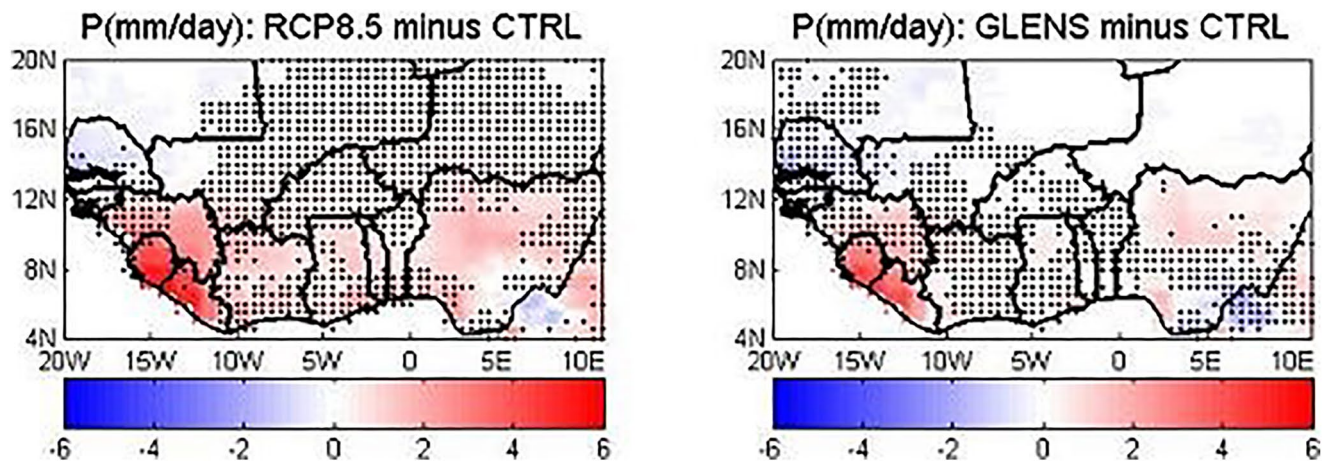 P(mm/day): RCP8.5 minus CTRL
20N
16N
12N
8N
4N
20W 15W 10W 5W 0 5E 10E
-6 -4 -2 0 2 4 6
P(mm/day): GLENS minus CTRL
20N
16N
12N
8N
4N
20W 15W 10W 5W 0 5E 10E
-6 -4 -2 0 2 4 6